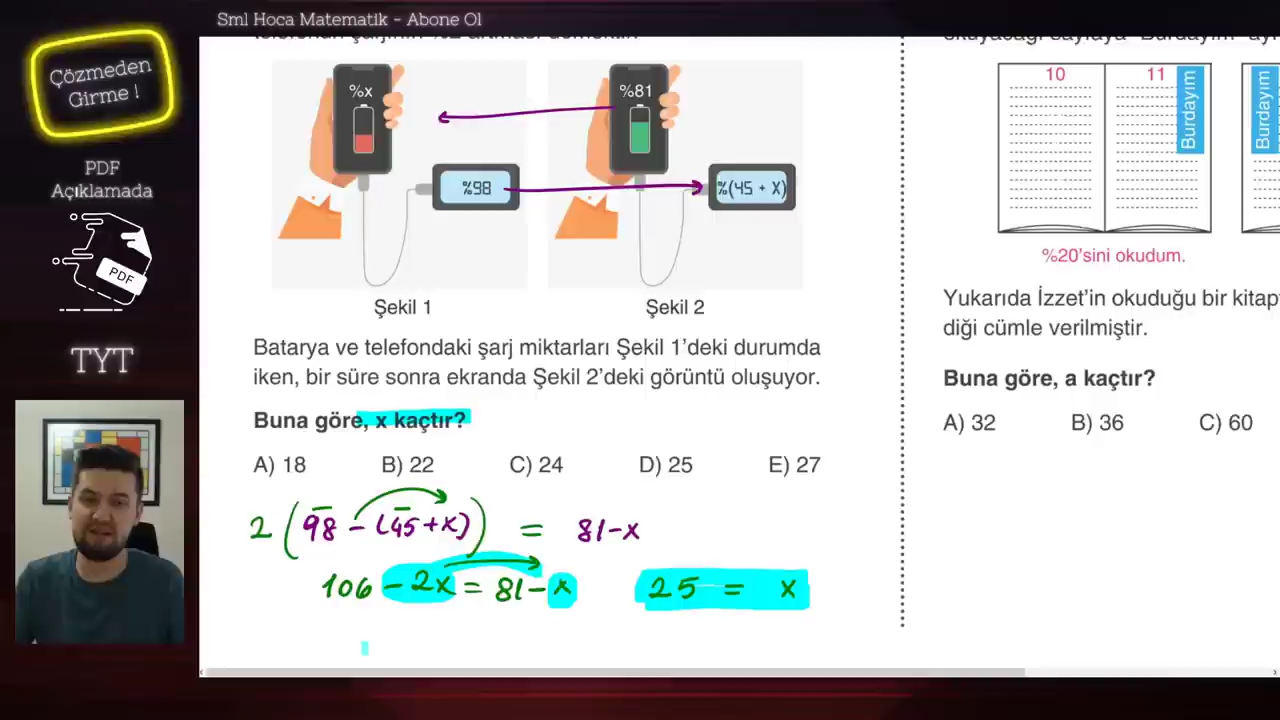 Sml Hoca Matematik - Abone Ol
Çözmeden
Girme !
PDF
Açıklamada
PDF
TYT
%x
%98
%81
%(45 + X)
Şekil 1
Şekil 2
Batarya ve telefondaki şarj miktarları Şekil 1'deki durumda
iken, bir süre sonra ekranda Şekil 2'deki görüntü oluşuyor.
Buna göre, x kaçtır?
A) 18 B) 22 C) 24 D) 25 E) 27
2 (98 - (45+x)) = 81-x
106 - 2x = 81 - x
25 = x
10
11
Burdayım
Burdayım
%20'sini okudum.
Yukarıda İzzet'in okuduğu bir kitap
diği cümle verilmiştir.
Buna göre, a kaçtır?
A) 32 B) 36 C) 60